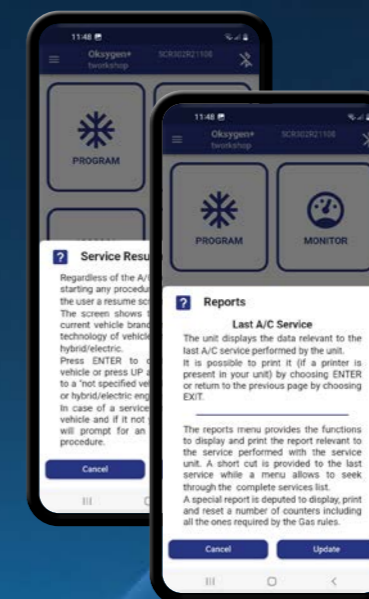 11:48
Oksygen+
tworkshop
SCR302R21108
PROGRAM
Service Resu
Regardless of the A/
starting any procedu
the user a resume scr
The screen shows t
current vehicle brand
technology of vehicle
hybrid/electric.
Press ENTER to c
vehicle or press UP a
to a "not specified vel
or hybrid/electric eng
In case of a service
vehicle and if it not y
will prompt for an
procedure.
Cancel
11:48
Oksygen+
tworkshop
SCR302R21108
PROGRAM
MONITOR
Reports
Last A/C Service
The unit displays the data relevant to the
last A/C service performed by the unit.
It is possible to print it (if a printer is
present in your unit) by choosing ENTER
or return to the previous page by choosing
EXIT.
The reports menu provides the functions
to display and print the report relevant to
the service performed with the service
unit. A short cut is provided to the last
service while a menu allows to seek
through the complete services list.
A special report is deputed to display, print
and reset a number of counters including
all the ones required by the Gas rules.
Cancel
Update